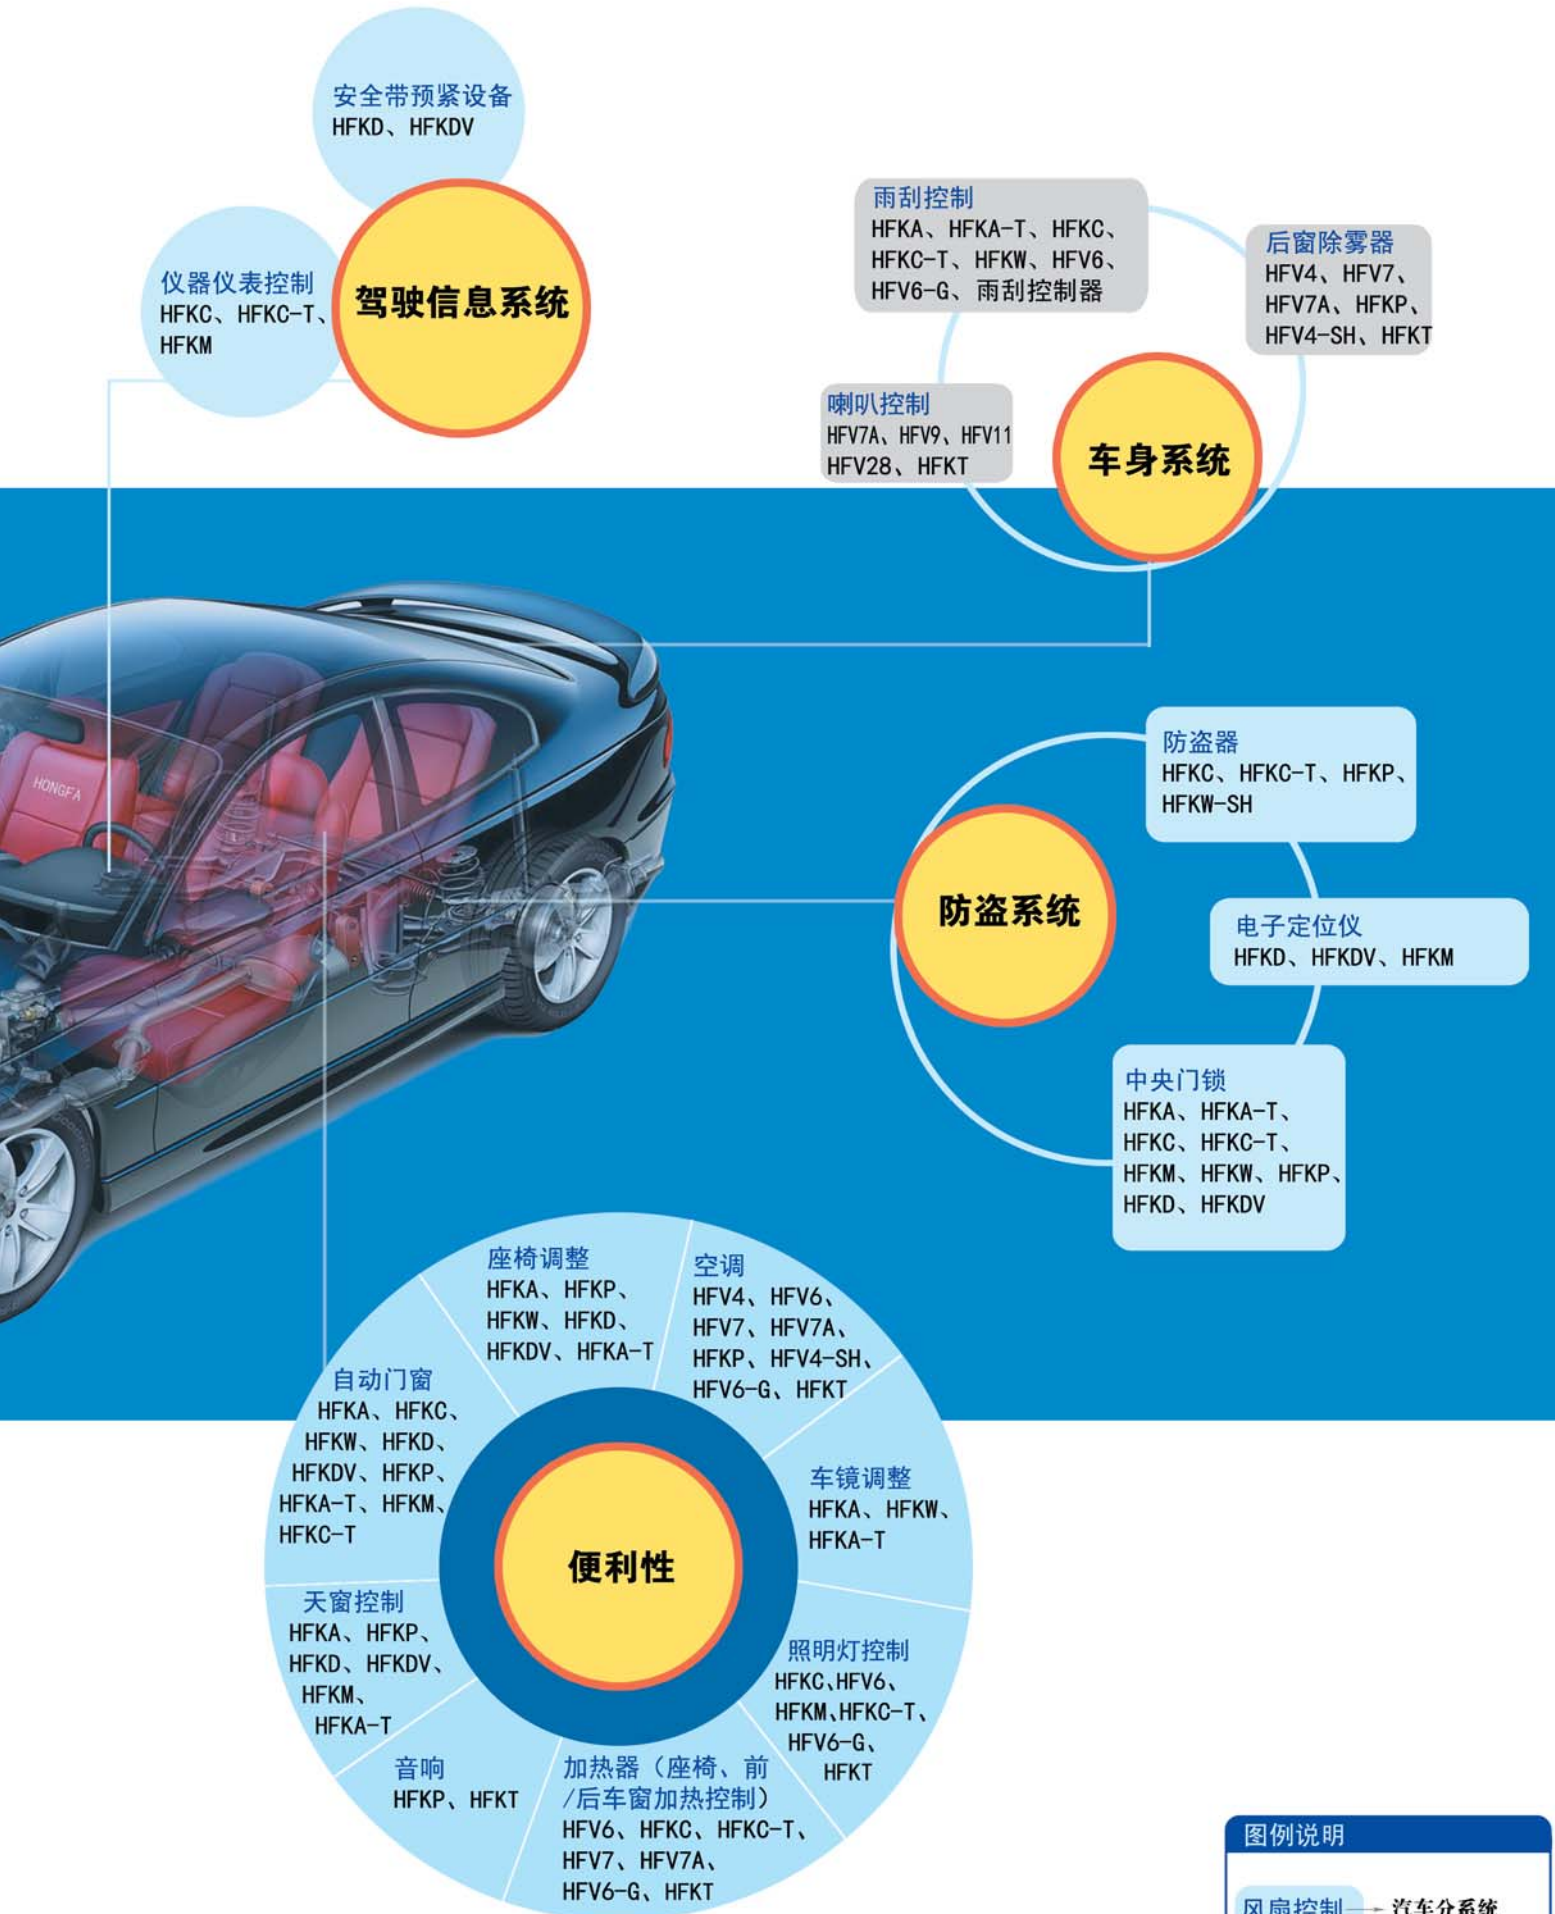 安全带预紧设备
HFKD、HFKDV
仪器仪表控制
HFKC、HFKC-T、
HFKM
驾驶信息系统
雨刮控制
HFKA、HFKA-T、HFKC、
HFKC-T、HFKW、HFV6、
HFV6-G、雨刮控制器
后窗除雾器
HFV4、HFV7、
HFV7A、HFKP、
HFV4-SH、HFKT
喇叭控制
HFV7A、HFV9、HFV11
HFV28、HFKT
车身系统
HONGFA
防盗器
HFKC、HFKC-T、HFKP、
HFKW-SH
防盗系统
电子定位仪
HFKD、HFKDV、HFKM
中央门锁
HFKA、HFKA-T、
HFKC、HFKC-T、
HFKM、HFKW、HFKP、
HFKD、HFKDV
座椅调整
HFKA、HFKP、
HFKW、HFKD、
HFKDV、HFKA-T
空调
HFV4、HFV6、
HFV7、HFV7A、
HFKP、HFV4-SH、
HFV6-G、HFKT
自动门窗
HFKA、HFKC、
HFKW、HFKD、
HFKDV、HFKP、
HFKA-T、HFKM、
HFKC-T
车镜调整
HFKA、HFKW、
HFKA-T
便利性
天窗控制
HFKA、HFKP、
HFKD、HFKDV、
HFKM、
HFKA-T
照明灯控制
HFKC、HFV6、
HFKM、HFKC-T、
HFV6-G、
HFKT
音响
HFKP、HFKT
加热器（座椅、前
/后车窗加热控制）
HFV6、HFKC、HFKC-T、
HFV7、HFV7A、
HFV6-G、HFKT
图例说明
风扇控制 → 汽车分系统